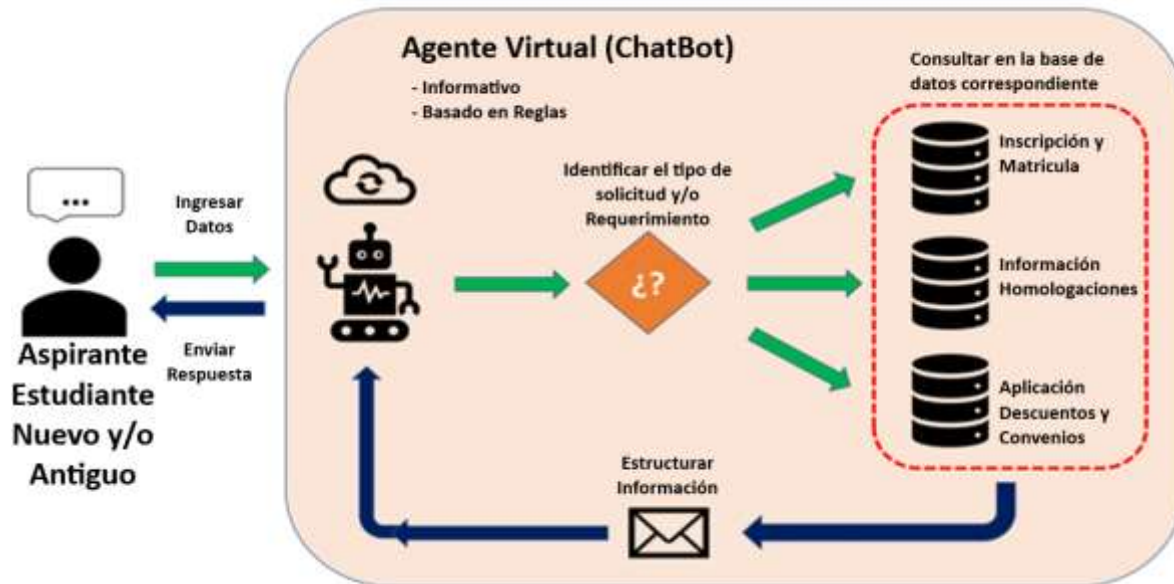 Agente Virtual (ChatBot)
- Informativo
- Basado en Reglas
Consultar en la base de
datos correspondiente
...
Ingresar
Datos
Enviar
Respuesta
Aspirante
Estudiante
Nuevo y/o
Antiguo
Identificar el tipo de
solicitud y/o
Requerimiento
¿?
Inscripción y
Matricula
Información
Homologaciones
Aplicación
Descuentos y
Convenios
Estructurar
Información